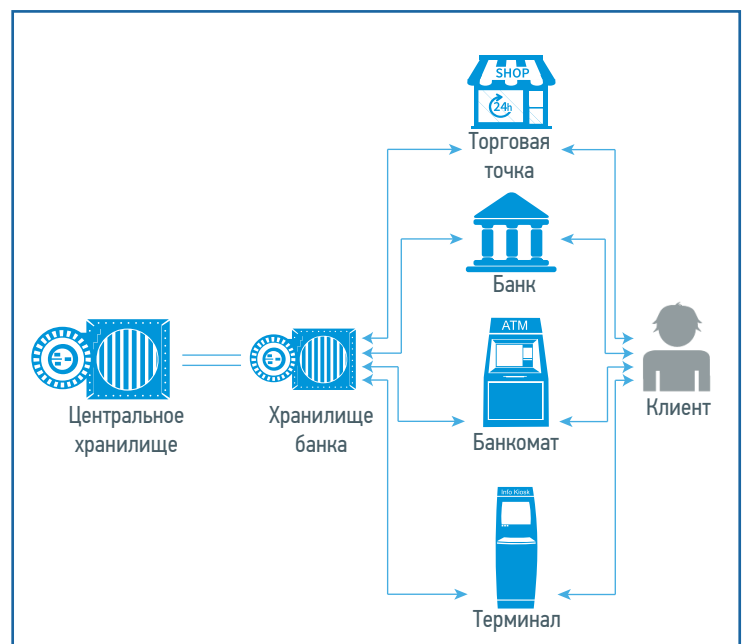 SHOP
24h
Торговая
точка
Банк
ATM
Центральное
хранилище
Хранилище
банка
Банкомат
Клиент
Info Kiosk
Терминал